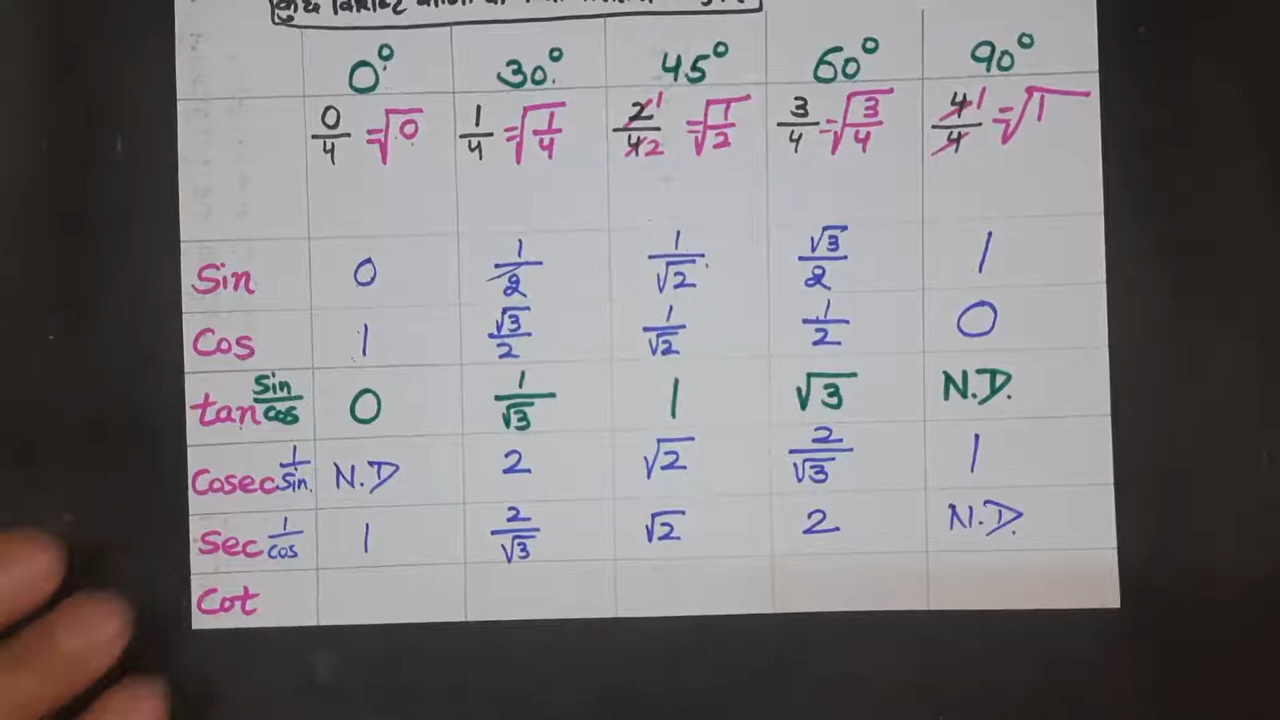 0° 30° 45° 60° 90°
0/4 =√0 1/4 =√1/4 2/4 1/2 =√1/2 3/4 =√3/4 4/4 1 =√1
Sin 0 1/2 1/√2 √3/2 1
Cos 1 √3/2 1/√2 1/2 0
tan sin/cos 0 1/√3 1 √3 N.D.
Cosec 1/sin. N.D 2 √2 2/√3 1
Sec 1/cos 1 2/√3 √2 2 N.D.
Cot